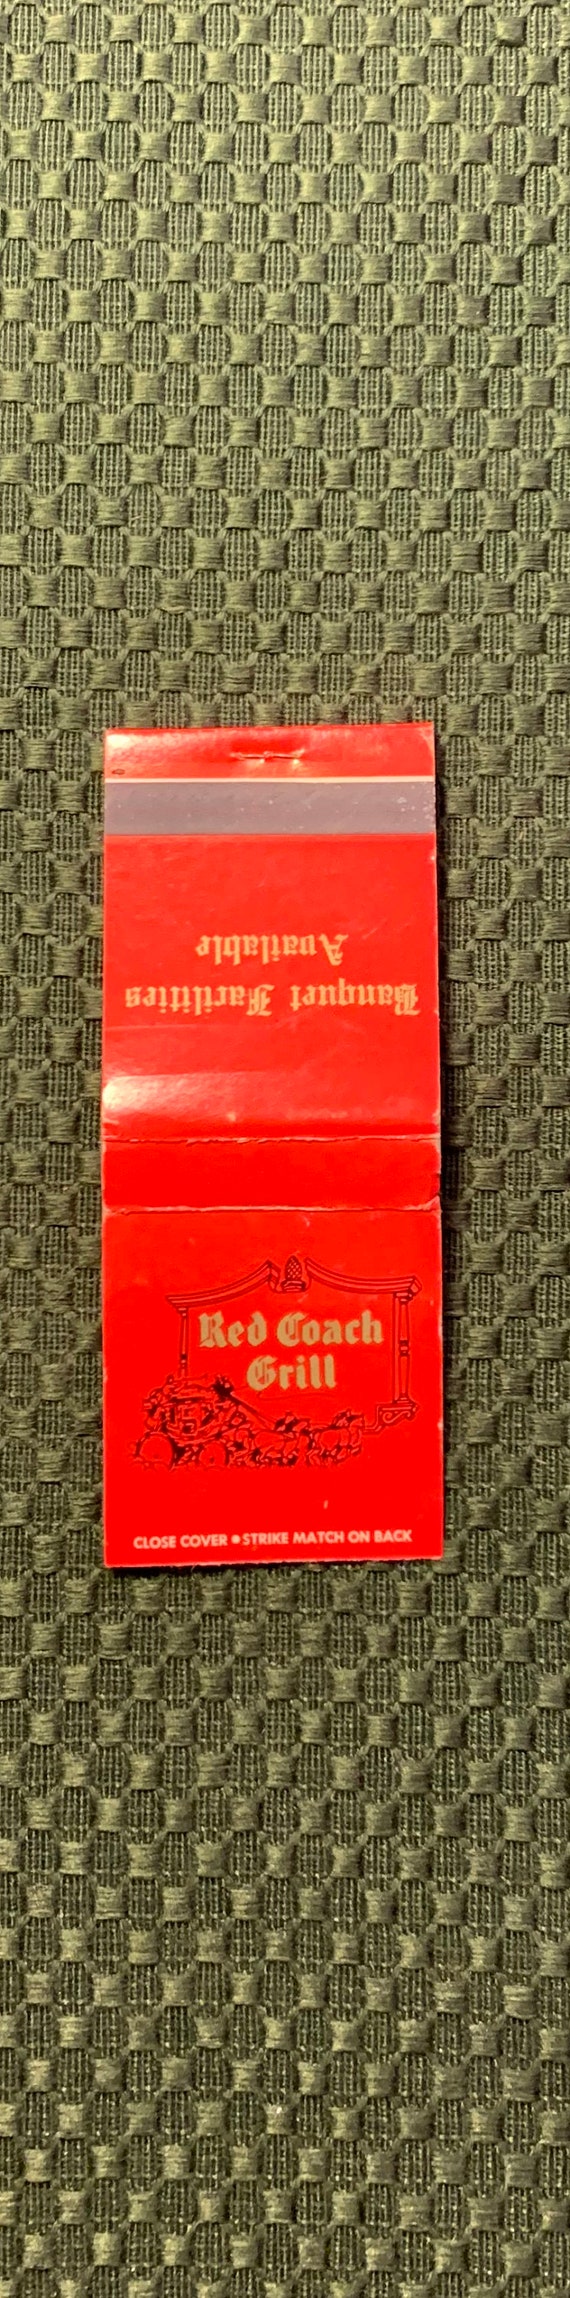 Banquet Facilities
Available
Red Coach
Grill
CLOSE COVER • STRIKE MATCH ON BACK